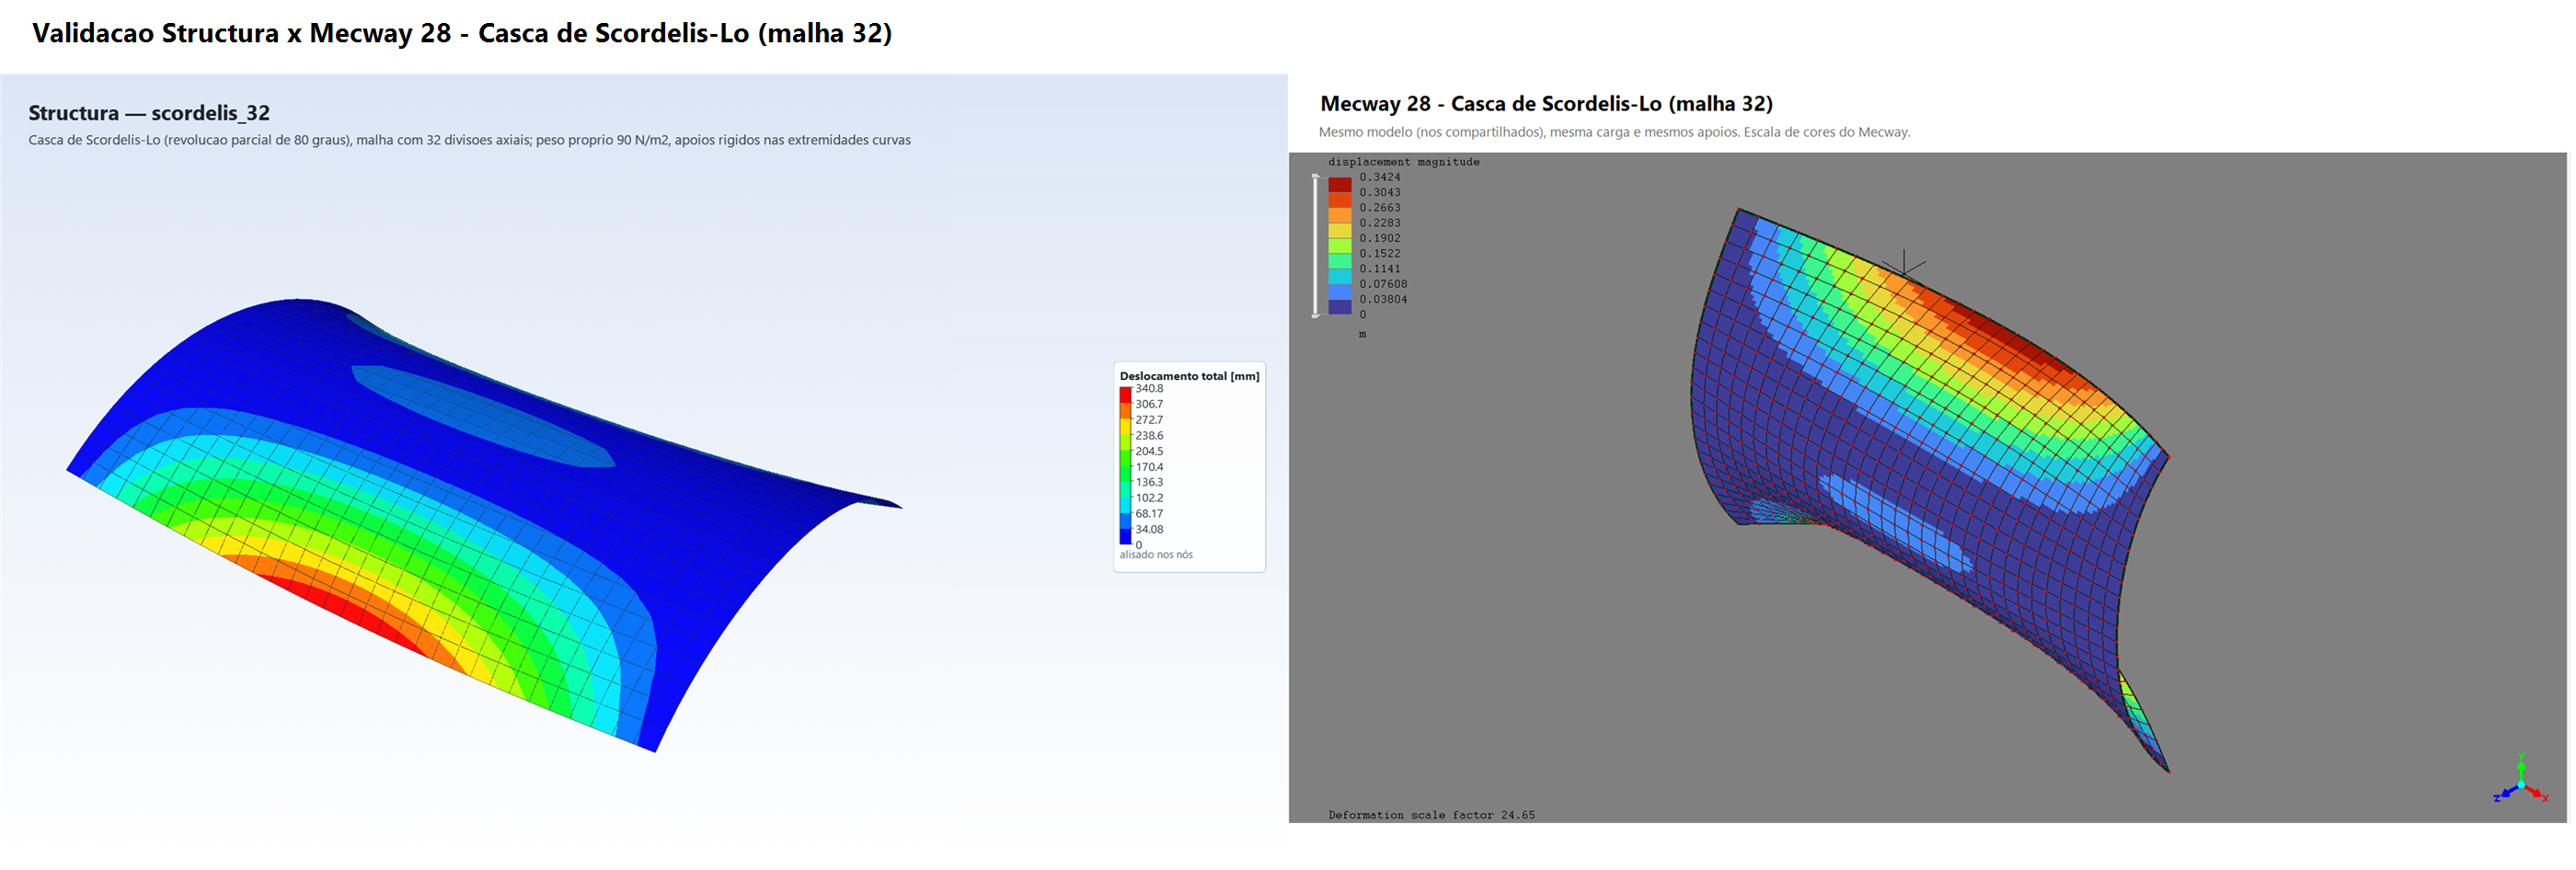 Validacao Structura x Mecway 28 - Casca de Scordelis-Lo (malha 32)
Structura — scordelis_32
Casca de Scordelis-Lo (revolucao parcial de 80 graus), malha com 32 divisoes axiais; peso proprio 90 N/m2, apoios rigidos nas extremidades curvas
Deslocamento total [mm]
340.8
306.7
272.7
238.6
204.5
170.4
136.3
102.2
68.17
34.08
0
alisado nos nós
Mecway 28 - Casca de Scordelis-Lo (malha 32)
Mesmo modelo (nos compartilhados), mesma carga e mesmos apoios. Escala de cores do Mecway.
displacement magnitude
0.3424
0.3043
0.2663
0.2283
0.1902
0.1522
0.1141
0.07608
0.03804
0
m
Deformation scale factor 24.65
Y
Z
X